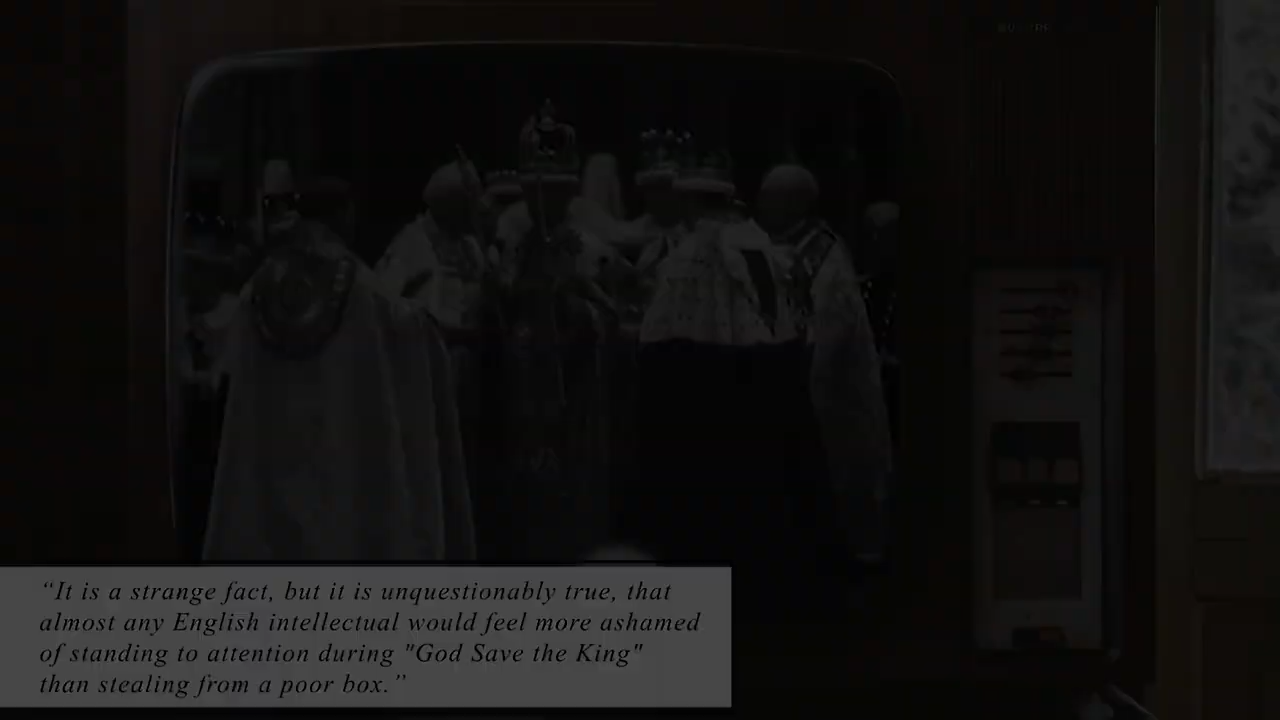 “It is a strange fact, but it is unquestionably true, that
almost any English intellectual would feel more ashamed
of standing to attention during "God Save the King"
than stealing from a poor box.”